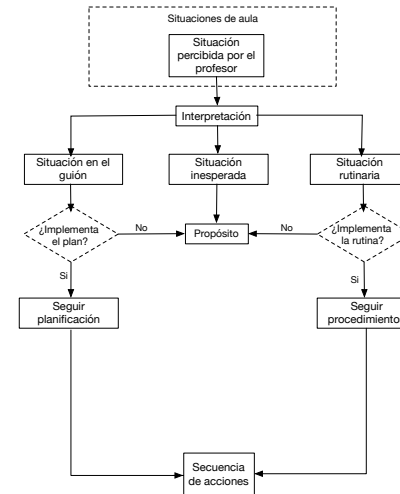 Situaciones de aula
Situación
percibida por el
profesor
Interpretación
Situación en el
guión
Situación
inesperada
Situación
rutinaria
¿Implementa
el plan?
No
Propósito
No
¿Implementa
la rutina?
Si
Si
Seguir
planificación
Seguir
procedimiento
Secuencia
de acciones